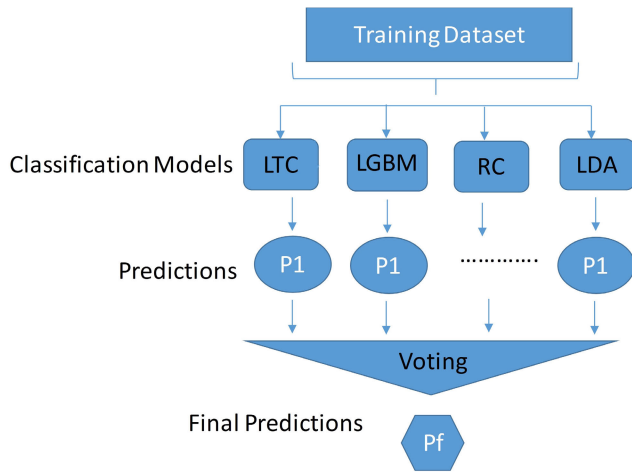 Training Dataset
Classification Models
LTC
LGBM
RC
LDA
Predictions
P1
P1
………….
P1
Voting
Final Predictions
Pf